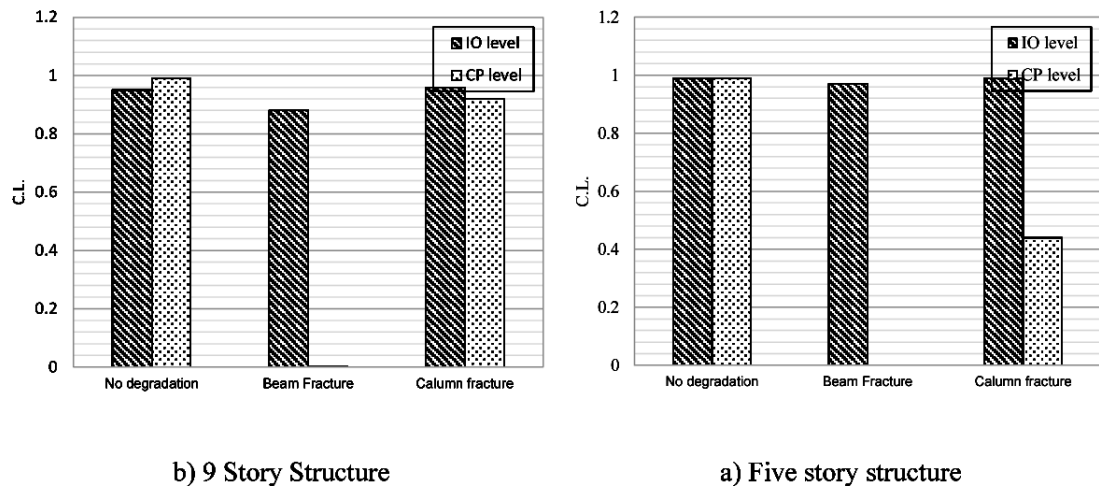 1.2
1
0.8
0.6
0.4
0.2
0
C.L.
IO level
CP level
No degradation
Beam Fracture
Calumn fracture
b) 9 Story Structure
1.2
1
0.8
0.6
0.4
0.2
0
C.L.
IO level
CP level
No degradation
Beam Fracture
Calumn fracture
a) Five story structure